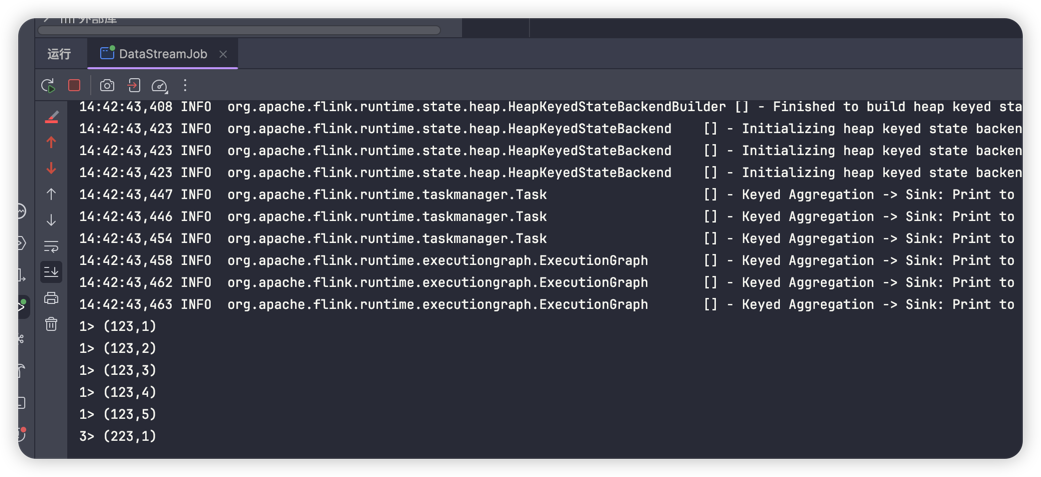 外部库
运行 DataStreamJob
14:42:43,408 INFO org.apache.flink.runtime.state.heap.HeapKeyedStateBackendBuilder [] - Finished to build heap keyed sta
14:42:43,423 INFO org.apache.flink.runtime.state.heap.HeapKeyedStateBackend [] - Initializing heap keyed state backen
14:42:43,423 INFO org.apache.flink.runtime.state.heap.HeapKeyedStateBackend [] - Initializing heap keyed state backen
14:42:43,423 INFO org.apache.flink.runtime.state.heap.HeapKeyedStateBackend [] - Initializing heap keyed state backen
14:42:43,447 INFO org.apache.flink.runtime.taskmanager.Task [] - Keyed Aggregation -> Sink: Print to
14:42:43,446 INFO org.apache.flink.runtime.taskmanager.Task [] - Keyed Aggregation -> Sink: Print to
14:42:43,454 INFO org.apache.flink.runtime.taskmanager.Task [] - Keyed Aggregation -> Sink: Print to
14:42:43,458 INFO org.apache.flink.runtime.executiongraph.ExecutionGraph [] - Keyed Aggregation -> Sink: Print to
14:42:43,462 INFO org.apache.flink.runtime.executiongraph.ExecutionGraph [] - Keyed Aggregation -> Sink: Print to
14:42:43,463 INFO org.apache.flink.runtime.executiongraph.ExecutionGraph [] - Keyed Aggregation -> Sink: Print to
1> (123,1)
1> (123,2)
1> (123,3)
1> (123,4)
1> (123,5)
3> (223,1)